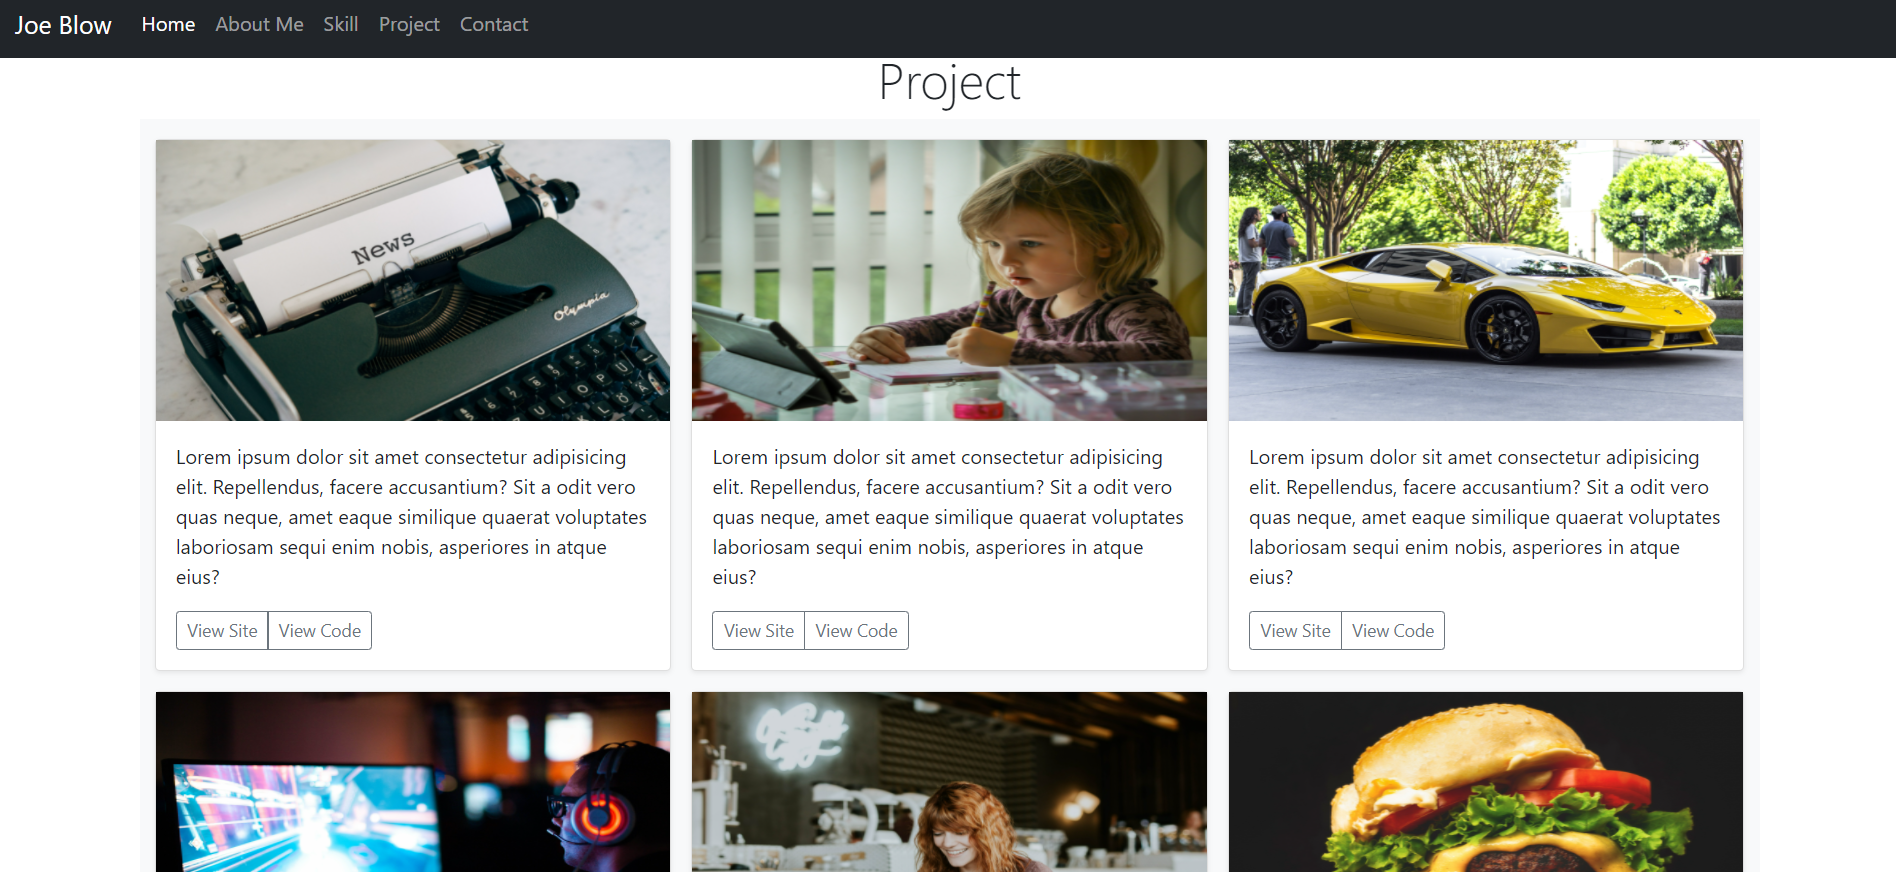 Joe Blow Home About Me Skill Project Contact
Project
News
Olympia
Lorem ipsum dolor sit amet consectetur adipisicing
elit. Repellendus, facere accusantium? Sit a odit vero
quas neque, amet eaque similique quaerat voluptates
laboriosam sequi enim nobis, asperiores in atque
eius?
View Site View Code
Lorem ipsum dolor sit amet consectetur adipisicing
elit. Repellendus, facere accusantium? Sit a odit vero
quas neque, amet eaque similique quaerat voluptates
laboriosam sequi enim nobis, asperiores in atque
eius?
View Site View Code
Lorem ipsum dolor sit amet consectetur adipisicing
elit. Repellendus, facere accusantium? Sit a odit vero
quas neque, amet eaque similique quaerat voluptates
laboriosam sequi enim nobis, asperiores in atque
eius?
View Site View Code